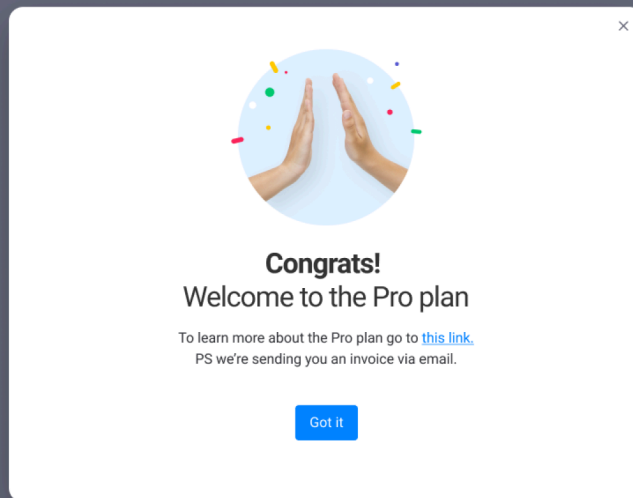 Congrats!
Welcome to the Pro plan
To learn more about the Pro plan go to this link.
PS we’re sending you an invoice via email.
Got it